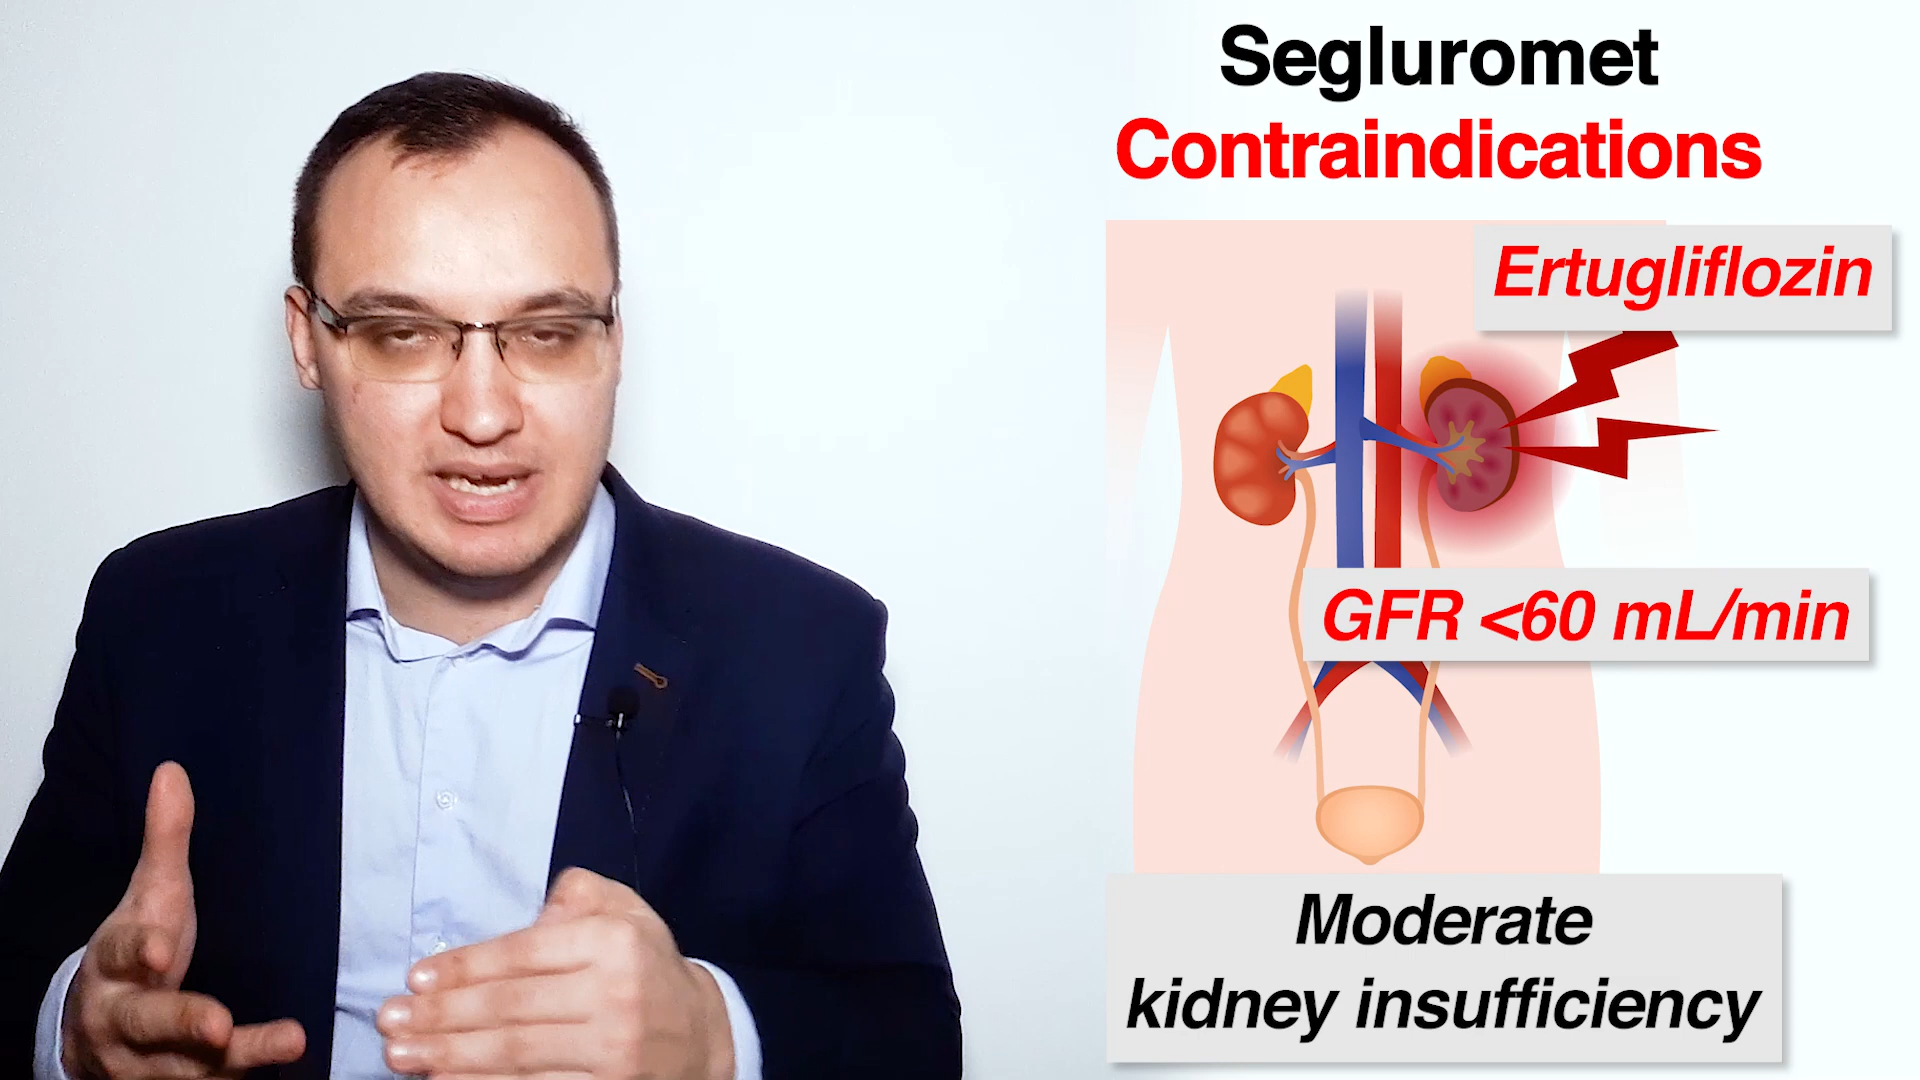 Segluromet
Contraindications
Ertugliflozin
GFR <60 mL/min
Moderate
kidney insufficiency